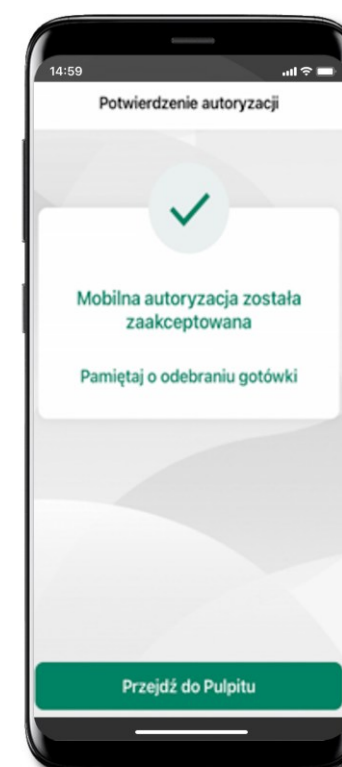 14:59
Potwierdzenie autoryzacji
Mobilna autoryzacja została
zaakceptowana
Pamiętaj o odebraniu gotówki
Przejdź do Pulpitu